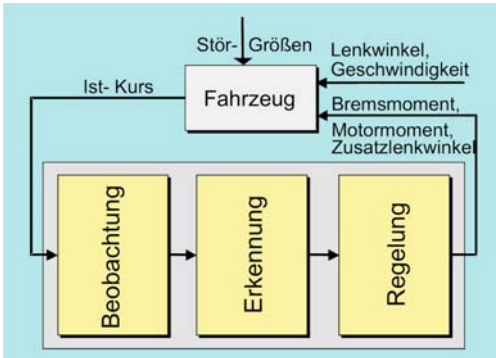 Stör- Größen
Lenkwinkel,
Geschwindigkeit
Ist- Kurs
Fahrzeug
Bremsmoment,
Motormoment,
Zusatzlenkwinkel
Beobachtung
Erkennung
Regelung